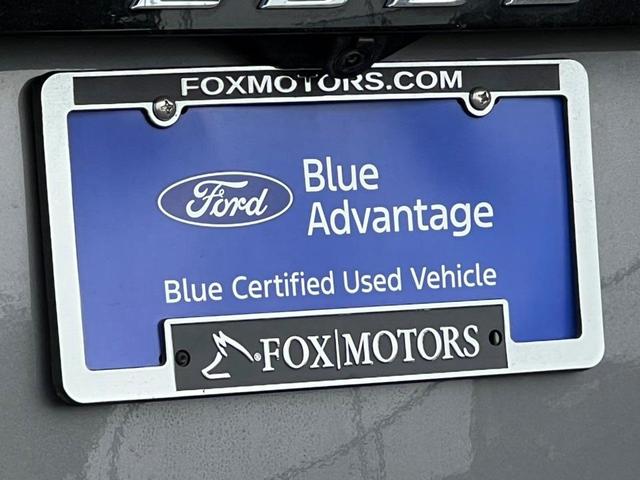 FOXMOTORS.COM
Ford
Blue
Advantage
Blue Certified Used Vehicle
®FOX|MOTORS